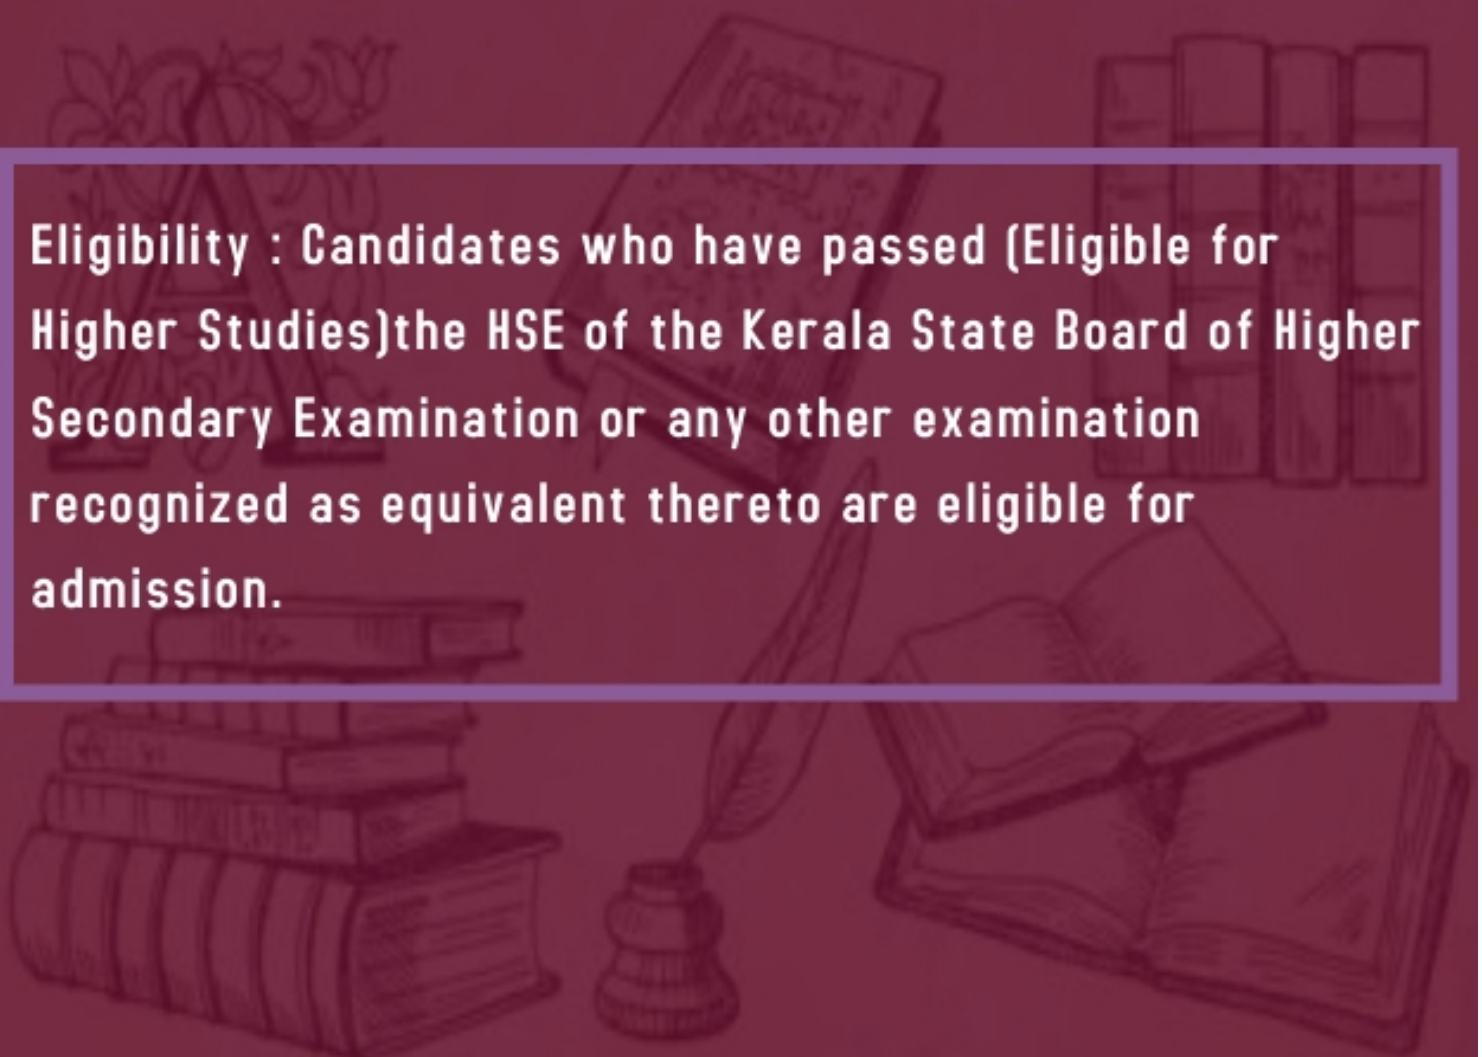 Eligibility : Candidates who have passed (Eligible for
Higher Studies)the HSE of the Kerala State Board of Higher
Secondary Examination or any other examination
recognized as equivalent thereto are eligible for
admission.